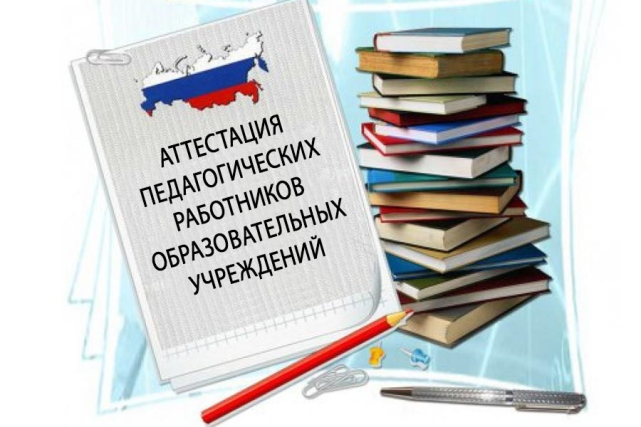 АТТЕСТАЦИЯ
ПЕДАГОГИЧЕСКИХ
РАБОТНИКОВ
ОБРАЗОВАТЕЛЬНЫХ
УЧРЕЖДЕНИЙ